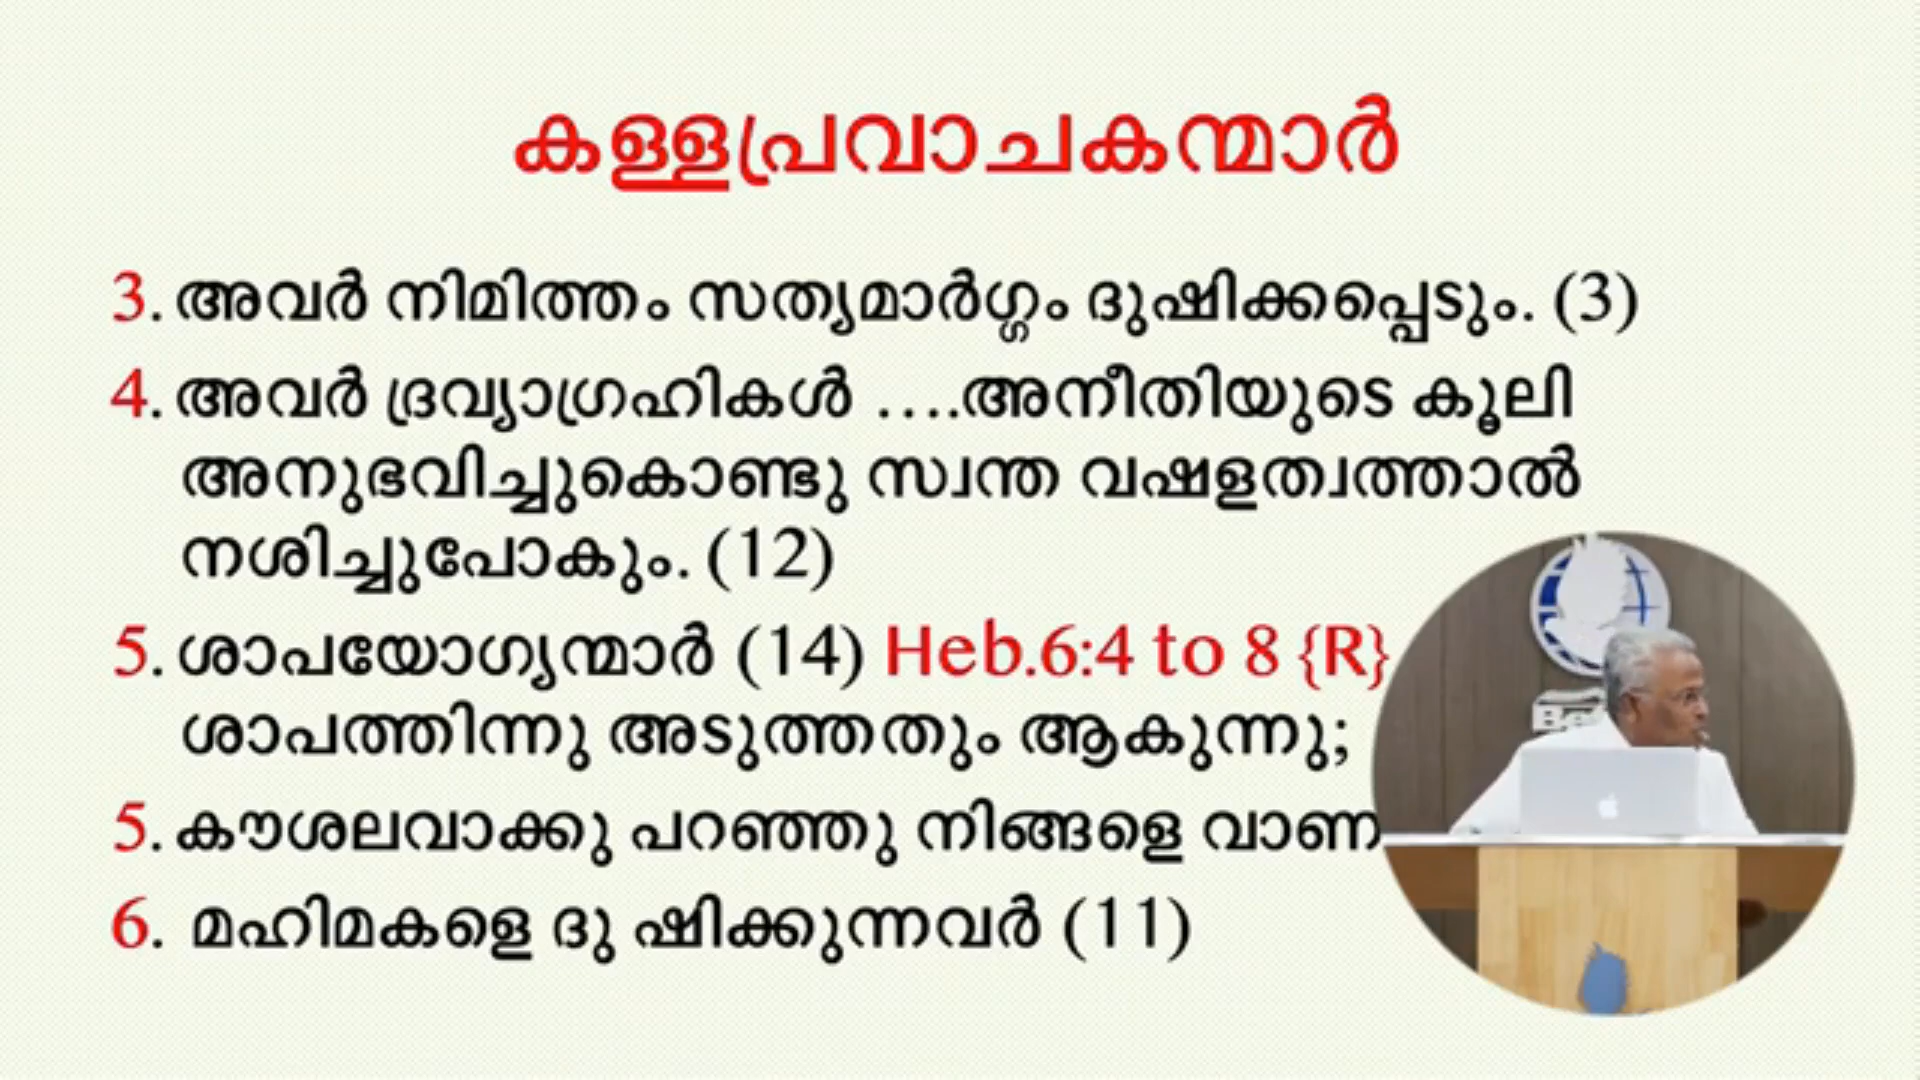 കള്ളപ്രവാചകന്മാർ
3. അവർ നിമിത്തം സത്യമാർഗ്ഗം ദുഷിക്കപ്പെടും. (3)
4. അവർ ദ്രവ്യാഗ്രഹികൾ ....അനീതിയുടെ കൂലി
അനുഭവിച്ചുകൊണ്ടു സ്വന്ത വഷളത്വത്താൽ
നശിച്ചുപോകും. (12)
5. ശാപയോഗ്യന്മാർ (14) Heb.6:4 to 8 {R}
ശാപത്തിന്നു അടുത്തതും ആകുന്നു;
5. കൗശലവാക്കു പറഞ്ഞു നിങ്ങളെ
6. മഹിമകളെ ദു ഷിക്കുന്നവർ (11)